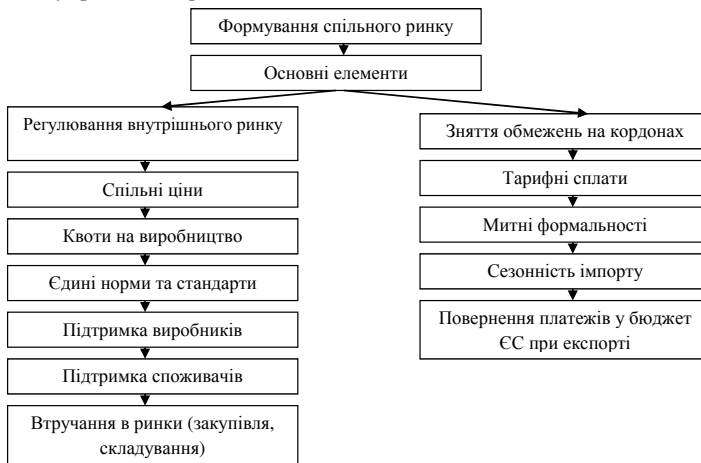 Формування спільного ринку
Основні елементи
Регулювання внутрішнього ринку
Спільні ціни
Квоти на виробництво
Єдині норми та стандарти
Підтримка виробників
Підтримка споживачів
Втручання в ринки (закупівля,
складування)
Зняття обмежень на кордонах
Тарифні сплати
Митні формальності
Сезонність імпорту
Повернення платежів у бюджет
ЄС при експорті